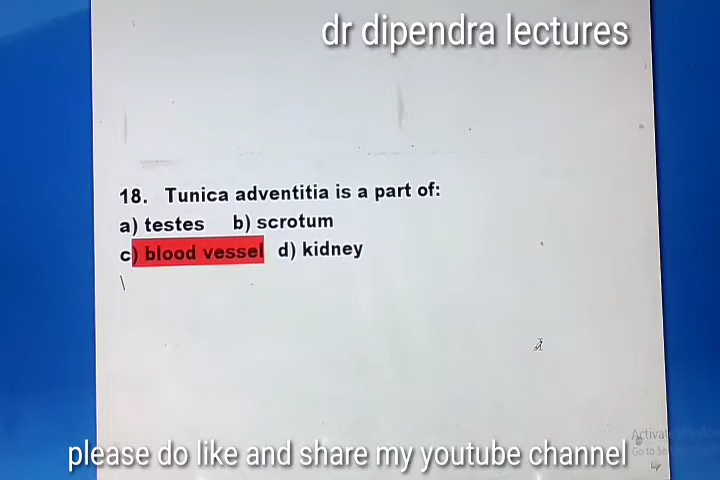 dr dipendra lectures
18. Tunica adventitia is a part of:
a) testes b) scrotum
c) blood vessel d) kidney
please do like and share my youtube channel